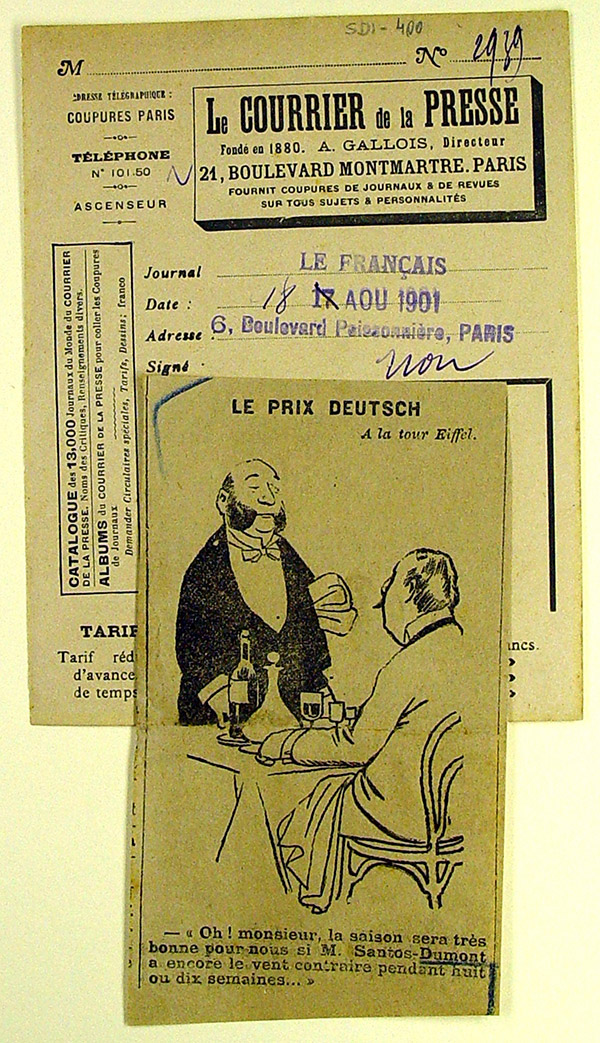 SDI-400
M
Nº 2939
ADRESSE TÉLÉGRAPHIQUE :
COUPURES PARIS
TÉLÉPHONE
N° 101.50
ASCENSEUR
LE COURRIER de la PRESSE
Fondé en 1880. A. GALLOIS, Directeur
21, BOULEVARD MONTMARTRE. PARIS
FOURNIT COUPURES DE JOURNAUX & DE REVUES
SUR TOUS SUJETS & PERSONNALITÉS
CATALOGUE des 13,000 Journaux du Monde du COURRIER
DE LA PRESSE. Noms des Critiques, Renseignements divers.
ALBUMS du COURRIER DE LA PRESSE pour coller les Coupures
de Journaux
Demander Circulaires spéciales, Tarifs, Dessins; franco
Journal LE FRANÇAIS
Date : 18 AOU 1901
Adresse : 6, Boulevard Poissonnière, PARIS
Signé : non
TARIF
Tarif réd
d'avance
de temps
ncs.
»
»
LE PRIX DEUTSCH
A la tour Eiffel.
— « Oh ! monsieur, la saison sera très
bonne pour nous si M. Santos-Dumont
a encore le vent contraire pendant huit
ou dix semaines... »